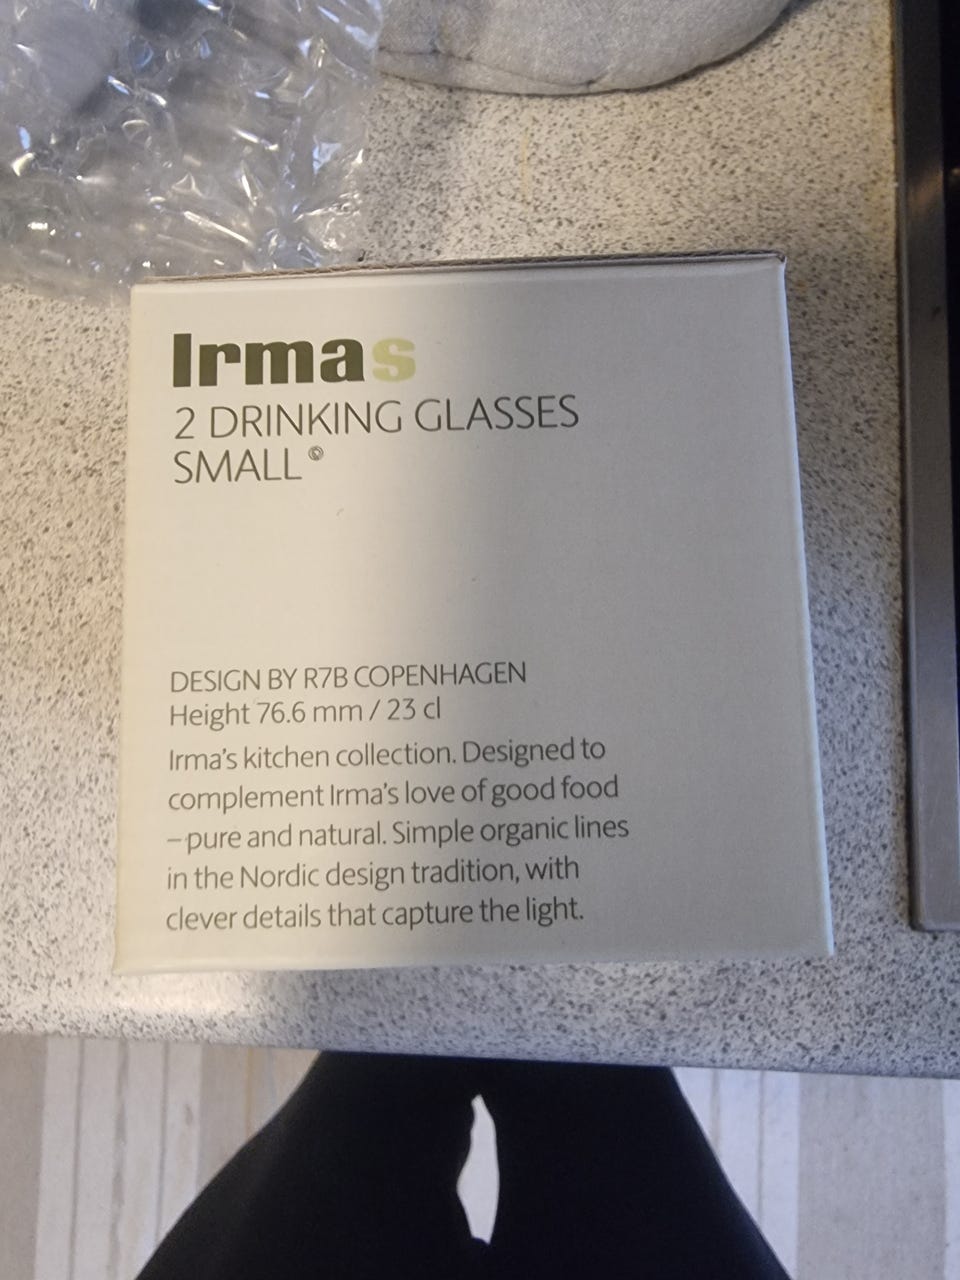 Irmas
2 DRINKING GLASSES
SMALL©
DESIGN BY R7B COPENHAGEN
Height 76.6 mm / 23 cl
Irma's kitchen collection. Designed to
complement Irma's love of good food
– pure and natural. Simple organic lines
in the Nordic design tradition, with
clever details that capture the light.